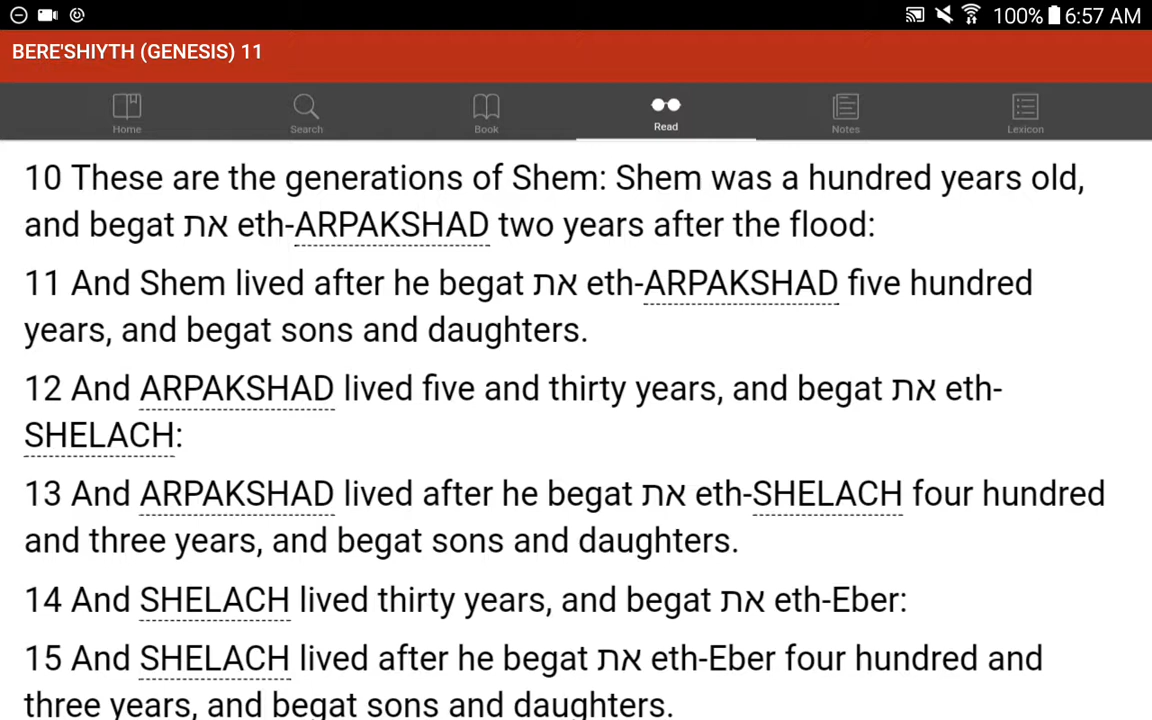 100% 6:57 AM
BERE'SHIYTH (GENESIS) 11
Home Search Book Read Notes Lexicon
10 These are the generations of Shem: Shem was a hundred years old,
and begat את eth-ARPAKSHAD two years after the flood:
11 And Shem lived after he begat את eth-ARPAKSHAD five hundred
years, and begat sons and daughters.
12 And ARPAKSHAD lived five and thirty years, and begat את eth-
SHELACH:
13 And ARPAKSHAD lived after he begat את eth-SHELACH four hundred
and three years, and begat sons and daughters.
14 And SHELACH lived thirty years, and begat את eth-Eber:
15 And SHELACH lived after he begat את eth-Eber four hundred and
three years, and begat sons and daughters.